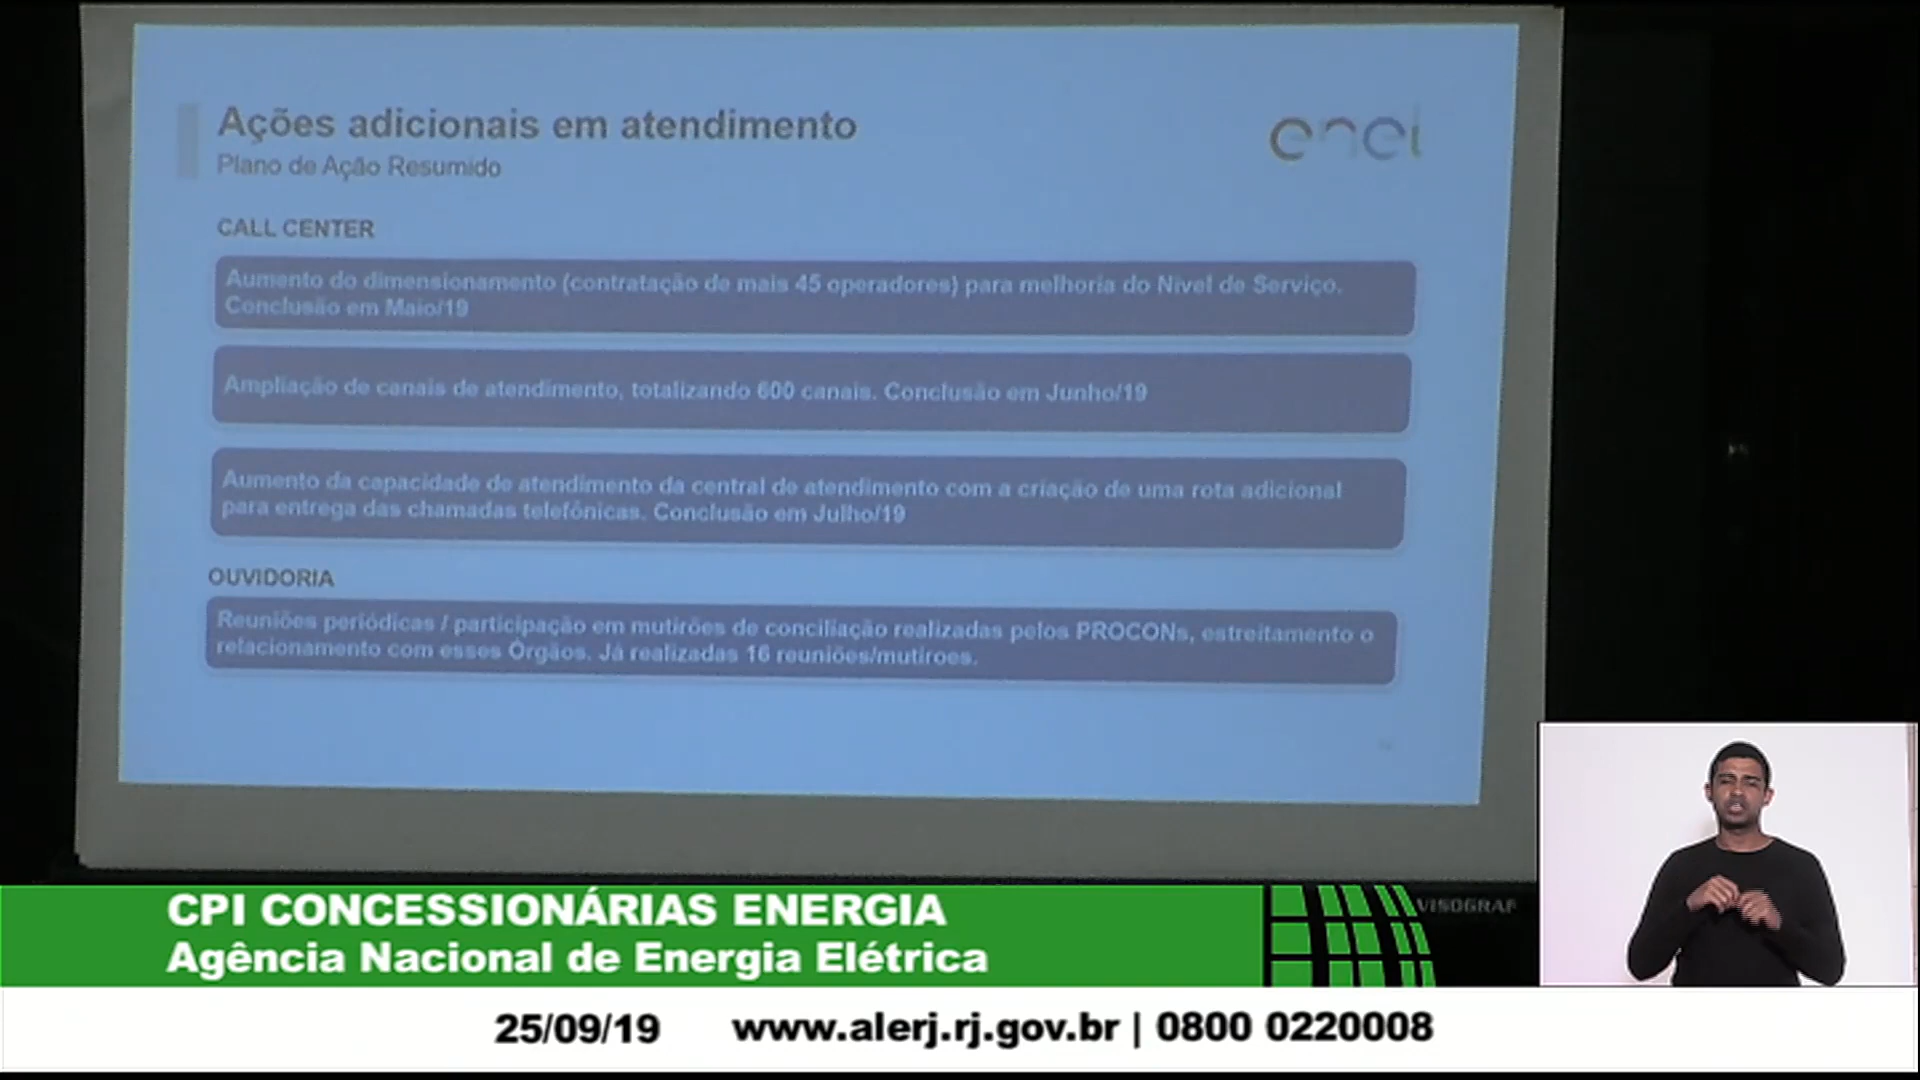 Ações adicionais em atendimento
enel
Plano de Ação Resumido
CALL CENTER
Aumento do dimensionamento (contratação de mais 45 operadores) para melhoria do Nivel de Serviço.
Conclusão em Maio/19
Ampliação de canais de atendimento, totalizando 600 canais. Conclusão em Junho/19
Aumento da capacidade de atendimento da central de atendimento com a criação de uma rota adicional
para entrega das chamadas telefônicas. Conclusão em Julho/19
OUVIDORIA
Reuniões periódicas / participação em mutirões de conciliação realizadas pelos PROCONs, estreitamento o
relacionamento com esses Órgãos. Já realizadas 16 reuniões/mutiroes.
CPI CONCESSIONÁRIAS ENERGIA
VISOGRAF
Agência Nacional de Energia Elétrica
25/09/19 www.alerj.rj.gov.br | 0800 0220008